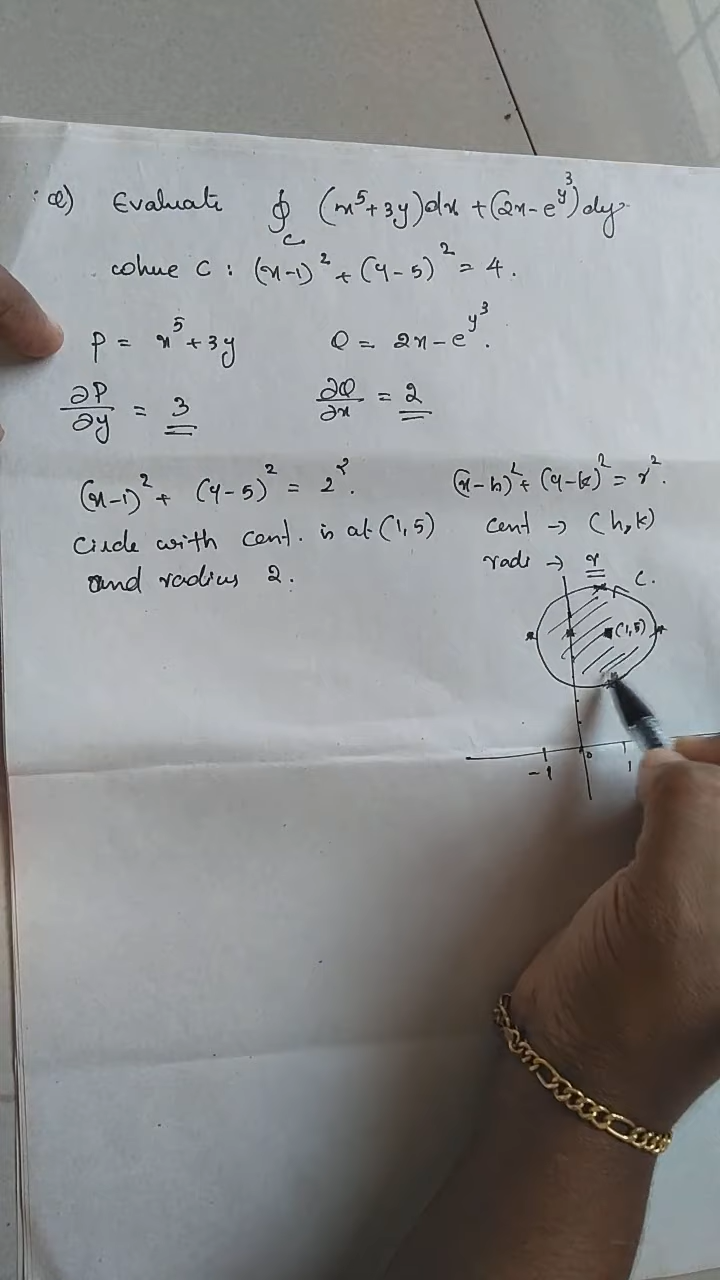 a) Evaluate ∮_C (x⁵+3y)dx + (2x-e^{y³})dy
where C : (x-1)² + (y-5)² = 4.
P = x⁵+3y Q = 2x-e^{y³}.
∂P/∂y = 3 ∂Q/∂x = 2
(x-1)² + (y-5)² = 2². (x-h)² + (y-k)² = r².
Circle with cent. is at (1,5) cent → (h,k)
and radius 2. radi → r
C.
(1,5)
-1 0 1